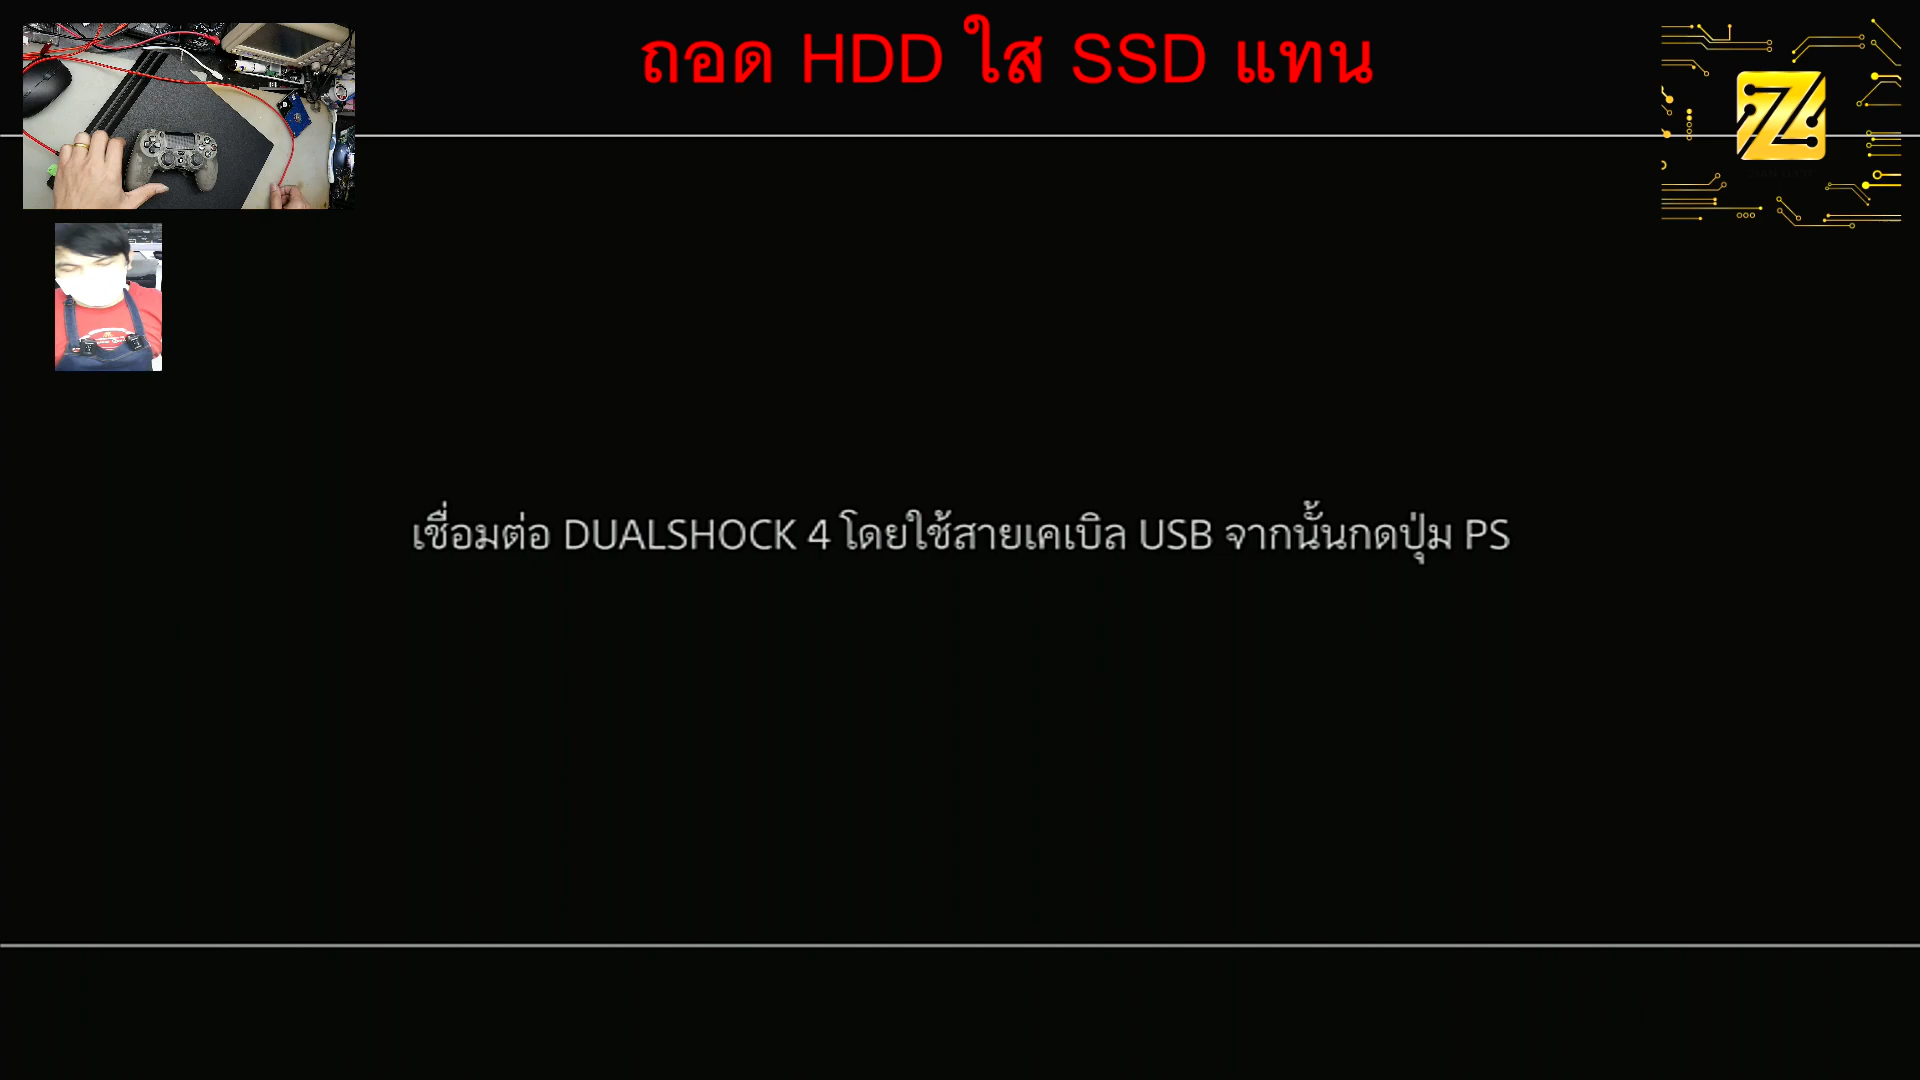 ถอด HDD ใส SSD แทน
เชื่อมต่อ DUALSHOCK 4 โดยใช้สายเคเบิล USB จากนั้นกดปุ่ม PS